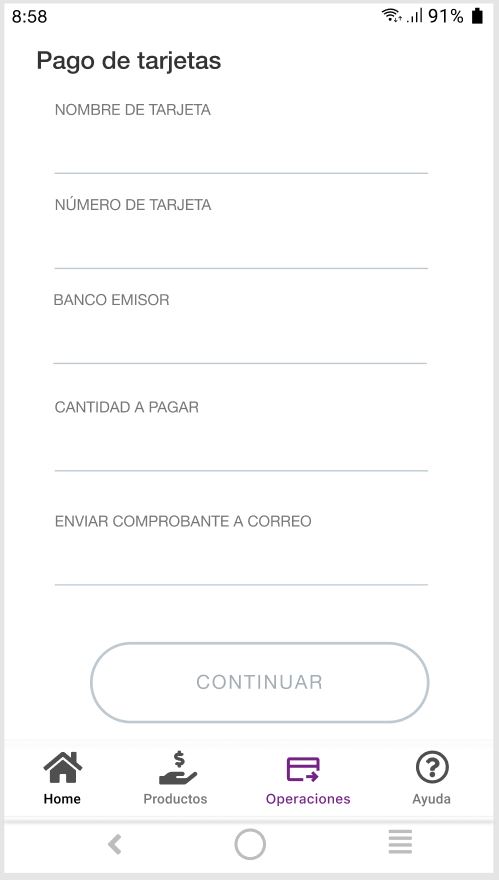 8:58
91%
Pago de tarjetas
NOMBRE DE TARJETA
NÚMERO DE TARJETA
BANCO EMISOR
CANTIDAD A PAGAR
ENVIAR COMPROBANTE A CORREO
CONTINUAR
Home
Productos
Operaciones
Ayuda